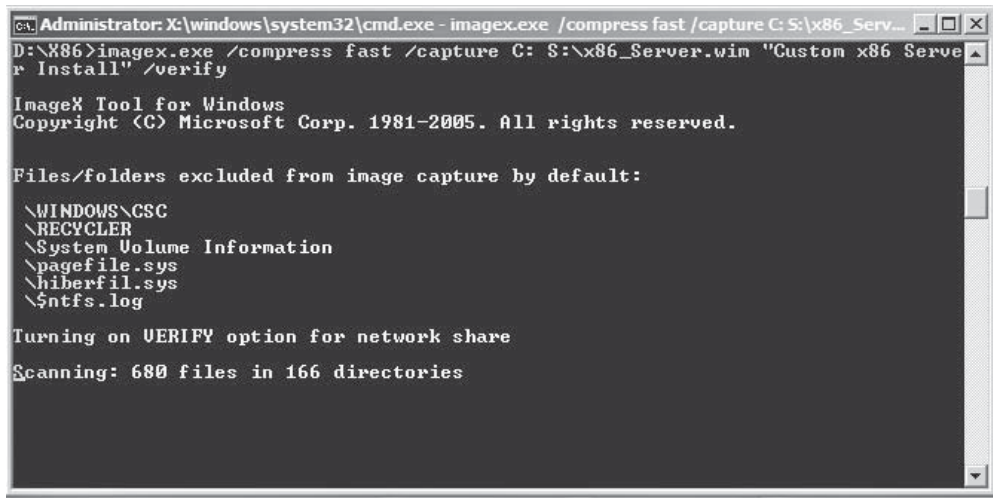 Administrator: X:\windows\system32\cmd.exe - imagex.exe /compress fast /capture C: S:\x86_Serv...
D:\X86>imagex.exe /compress fast /capture C: S:\x86_Server.wim "Custom x86 Serve
r Install" /verify
ImageX Tool for Windows
Copyright (C) Microsoft Corp. 1981-2005. All rights reserved.
Files/folders excluded from image capture by default:
\WINDOWS\CSC
\RECYCLER
\System Volume Information
\pagefile.sys
\hiberfil.sys
\$ntfs.log
Turning on VERIFY option for network share
Scanning: 680 files in 166 directories